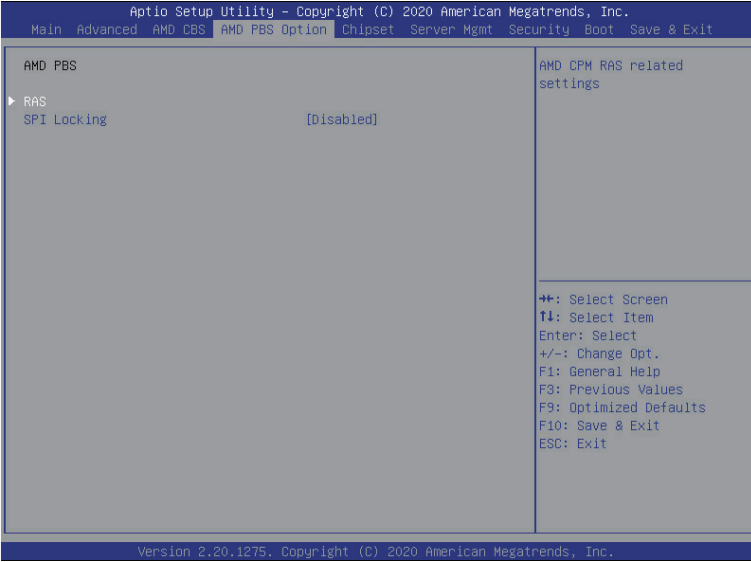 Aptio Setup Utility – Copyright (C) 2020 American Megatrends, Inc.
Main Advanced AMD CBS AMD PBS Option Chipset Server Mgmt Security Boot Save & Exit
AMD PBS
RAS
SPI Locking [Disabled]
AMD CPM RAS related
settings
→←: Select Screen
↑↓: Select Item
Enter: Select
+/-: Change Opt.
F1: General Help
F3: Previous Values
F9: Optimized Defaults
F10: Save & Exit
ESC: Exit
Version 2.20.1275. Copyright (C) 2020 American Megatrends, Inc.